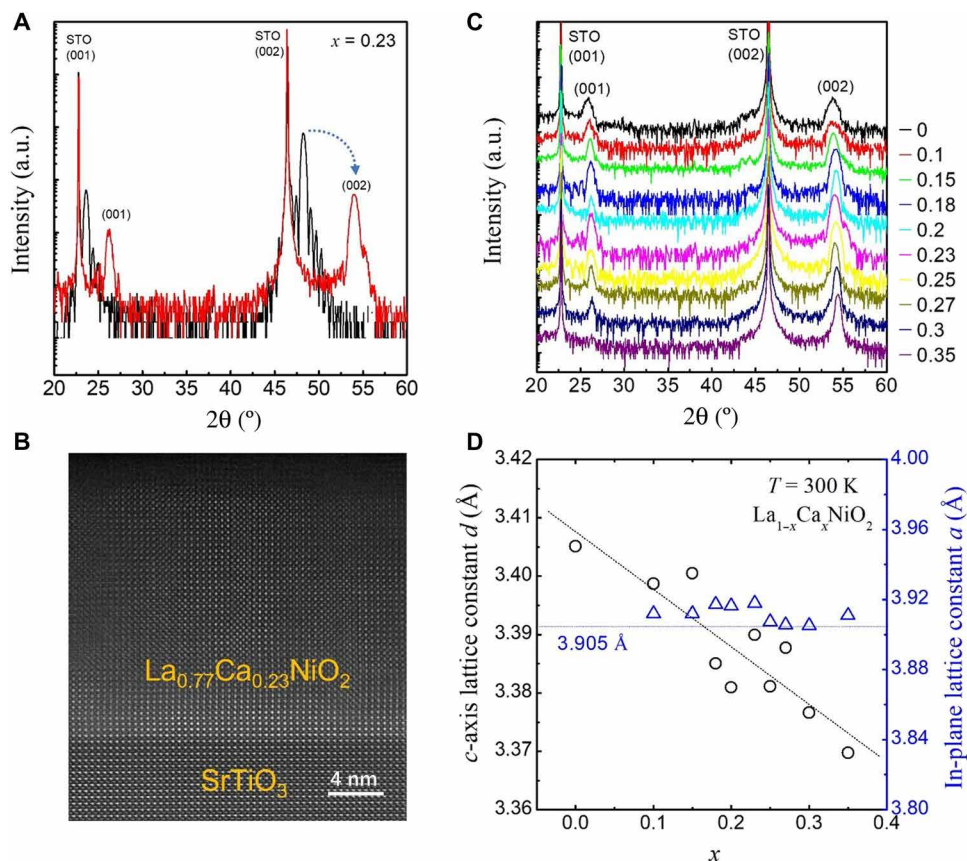 A
STO
(001)
STO
(002)
x = 0.23
(001)
(002)
Intensity (a.u.)
20 25 30 35 40 45 50 55 60
2θ (º)
C
STO
(001)
(001)
STO
(002)
(002)
Intensity (a.u.)
0
0.1
0.15
0.18
0.2
0.23
0.25
0.27
0.3
0.35
20 25 30 35 40 45 50 55 60
2θ (º)
B
La0.77Ca0.23NiO2
SrTiO3
4 nm
D
3.42
3.41
3.40
3.39
3.38
3.37
3.36
c-axis lattice constant d (Å)
T = 300 K
La1−xCaxNiO2
3.905 Å
4.00
3.96
3.92
3.88
3.84
3.80
In-plane lattice constant a (Å)
0.0 0.1 0.2 0.3 0.4
x